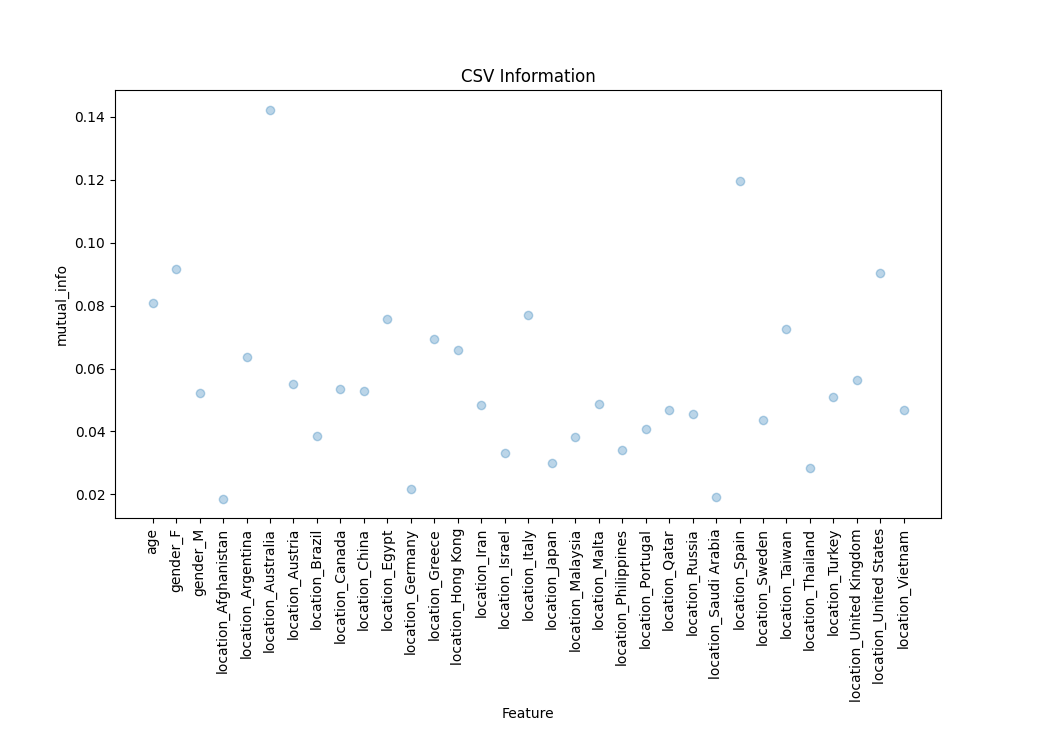 CSV Information
mutual_info
0.14
0.12
0.10
0.08
0.06
0.04
0.02
age
gender_F
gender_M
location_Afghanistan
location_Argentina
location_Australia
location_Austria
location_Brazil
location_Canada
location_China
location_Egypt
location_Germany
location_Greece
location_Hong Kong
location_Iran
location_Israel
location_Italy
location_Japan
location_Malaysia
location_Malta
location_Philippines
location_Portugal
location_Qatar
location_Russia
location_Saudi Arabia
location_Spain
location_Sweden
location_Taiwan
location_Thailand
location_Turkey
location_United Kingdom
location_United States
location_Vietnam
Feature